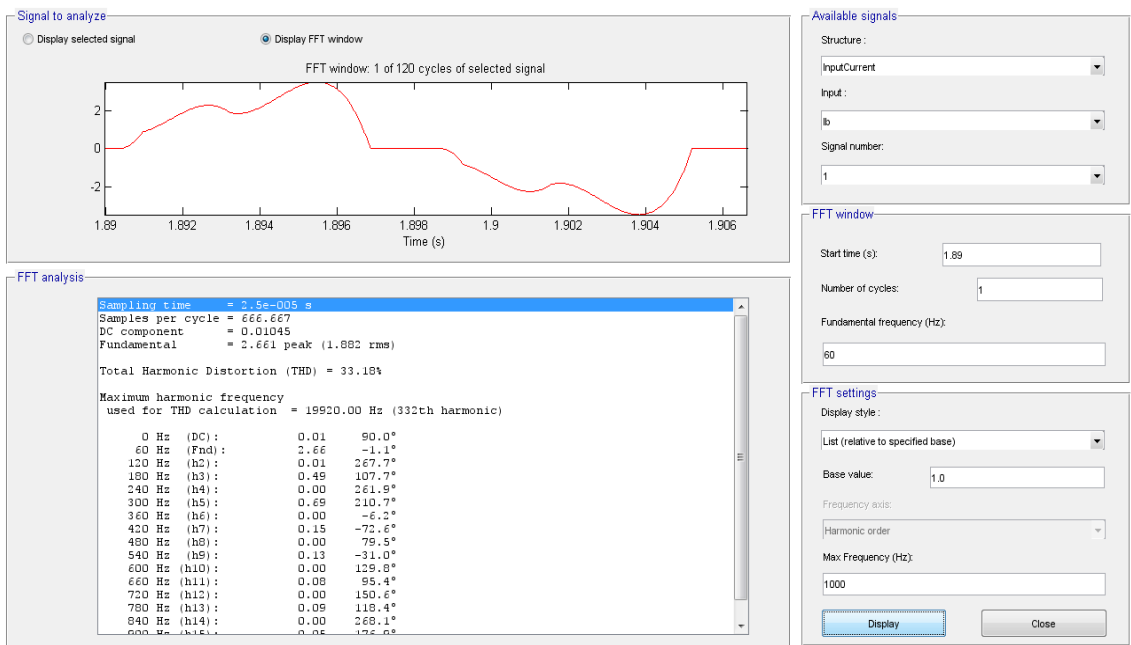 Signal to analyze
Display selected signal
Display FFT window
FFT window: 1 of 120 cycles of selected signal
2
0
-2
1.89 1.892 1.894 1.896 1.898 1.9 1.902 1.904 1.906
Time (s)
FFT analysis
Sampling time = 2.5e-005 s
Samples per cycle = 666.667
DC component = 0.01045
Fundamental = 2.661 peak (1.882 rms)
Total Harmonic Distortion (THD) = 33.18%
Maximum harmonic frequency
used for THD calculation = 19920.00 Hz (332th harmonic)
0 Hz (DC): 0.01 90.0°
60 Hz (Fnd): 2.66 -1.1°
120 Hz (h2): 0.01 267.7°
180 Hz (h3): 0.49 107.7°
240 Hz (h4): 0.00 261.9°
300 Hz (h5): 0.69 210.7°
360 Hz (h6): 0.00 -6.2°
420 Hz (h7): 0.15 -72.6°
480 Hz (h8): 0.00 79.5°
540 Hz (h9): 0.13 -31.0°
600 Hz (h10): 0.00 129.8°
660 Hz (h11): 0.08 95.4°
720 Hz (h12): 0.00 150.6°
780 Hz (h13): 0.09 118.4°
840 Hz (h14): 0.00 268.1°
900 Hz (h15): 0.05 176.9°
Available signals
Structure :
InputCurrent
Input :
Ib
Signal number:
1
FFT window
Start time (s): 1.89
Number of cycles: 1
Fundamental frequency (Hz):
60
FFT settings
Display style :
List (relative to specified base)
Base value: 1.0
Frequency axis:
Harmonic order
Max Frequency (Hz):
1000
Display
Close